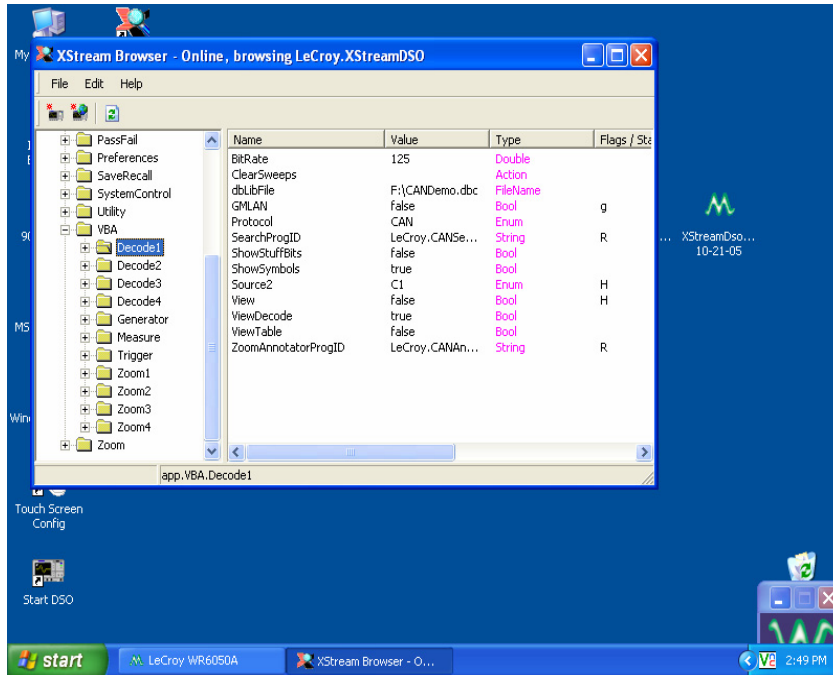 My
XStream Browser - Online, browsing LeCroy.XStreamDSO
File Edit Help
PassFail
Preferences
SaveRecall
SystemControl
Utility
VBA
Decode1
Decode2
Decode3
Decode4
Generator
Measure
Trigger
Zoom1
Zoom2
Zoom3
Zoom4
Zoom
Name Value Type Flags / Sta
BitRate 125 Double
ClearSweeps Action
dbLibFile F:\CANDemo.dbc FileName
GMLAN false Bool g
Protocol CAN Enum
SearchProgID LeCroy.CANSe... String R
ShowStuffBits false Bool
ShowSymbols true Bool
Source2 C1 Enum H
View false Bool H
ViewDecode true Bool
ViewTable false Bool
ZoomAnnotatorProgID LeCroy.CANAn... String R
app.VBA.Decode1
90
MS
Win
... XStreamDso...
10-21-05
Touch Screen
Config
Start DSO
start LeCroy WR6050A XStream Browser - O... 2:49 PM